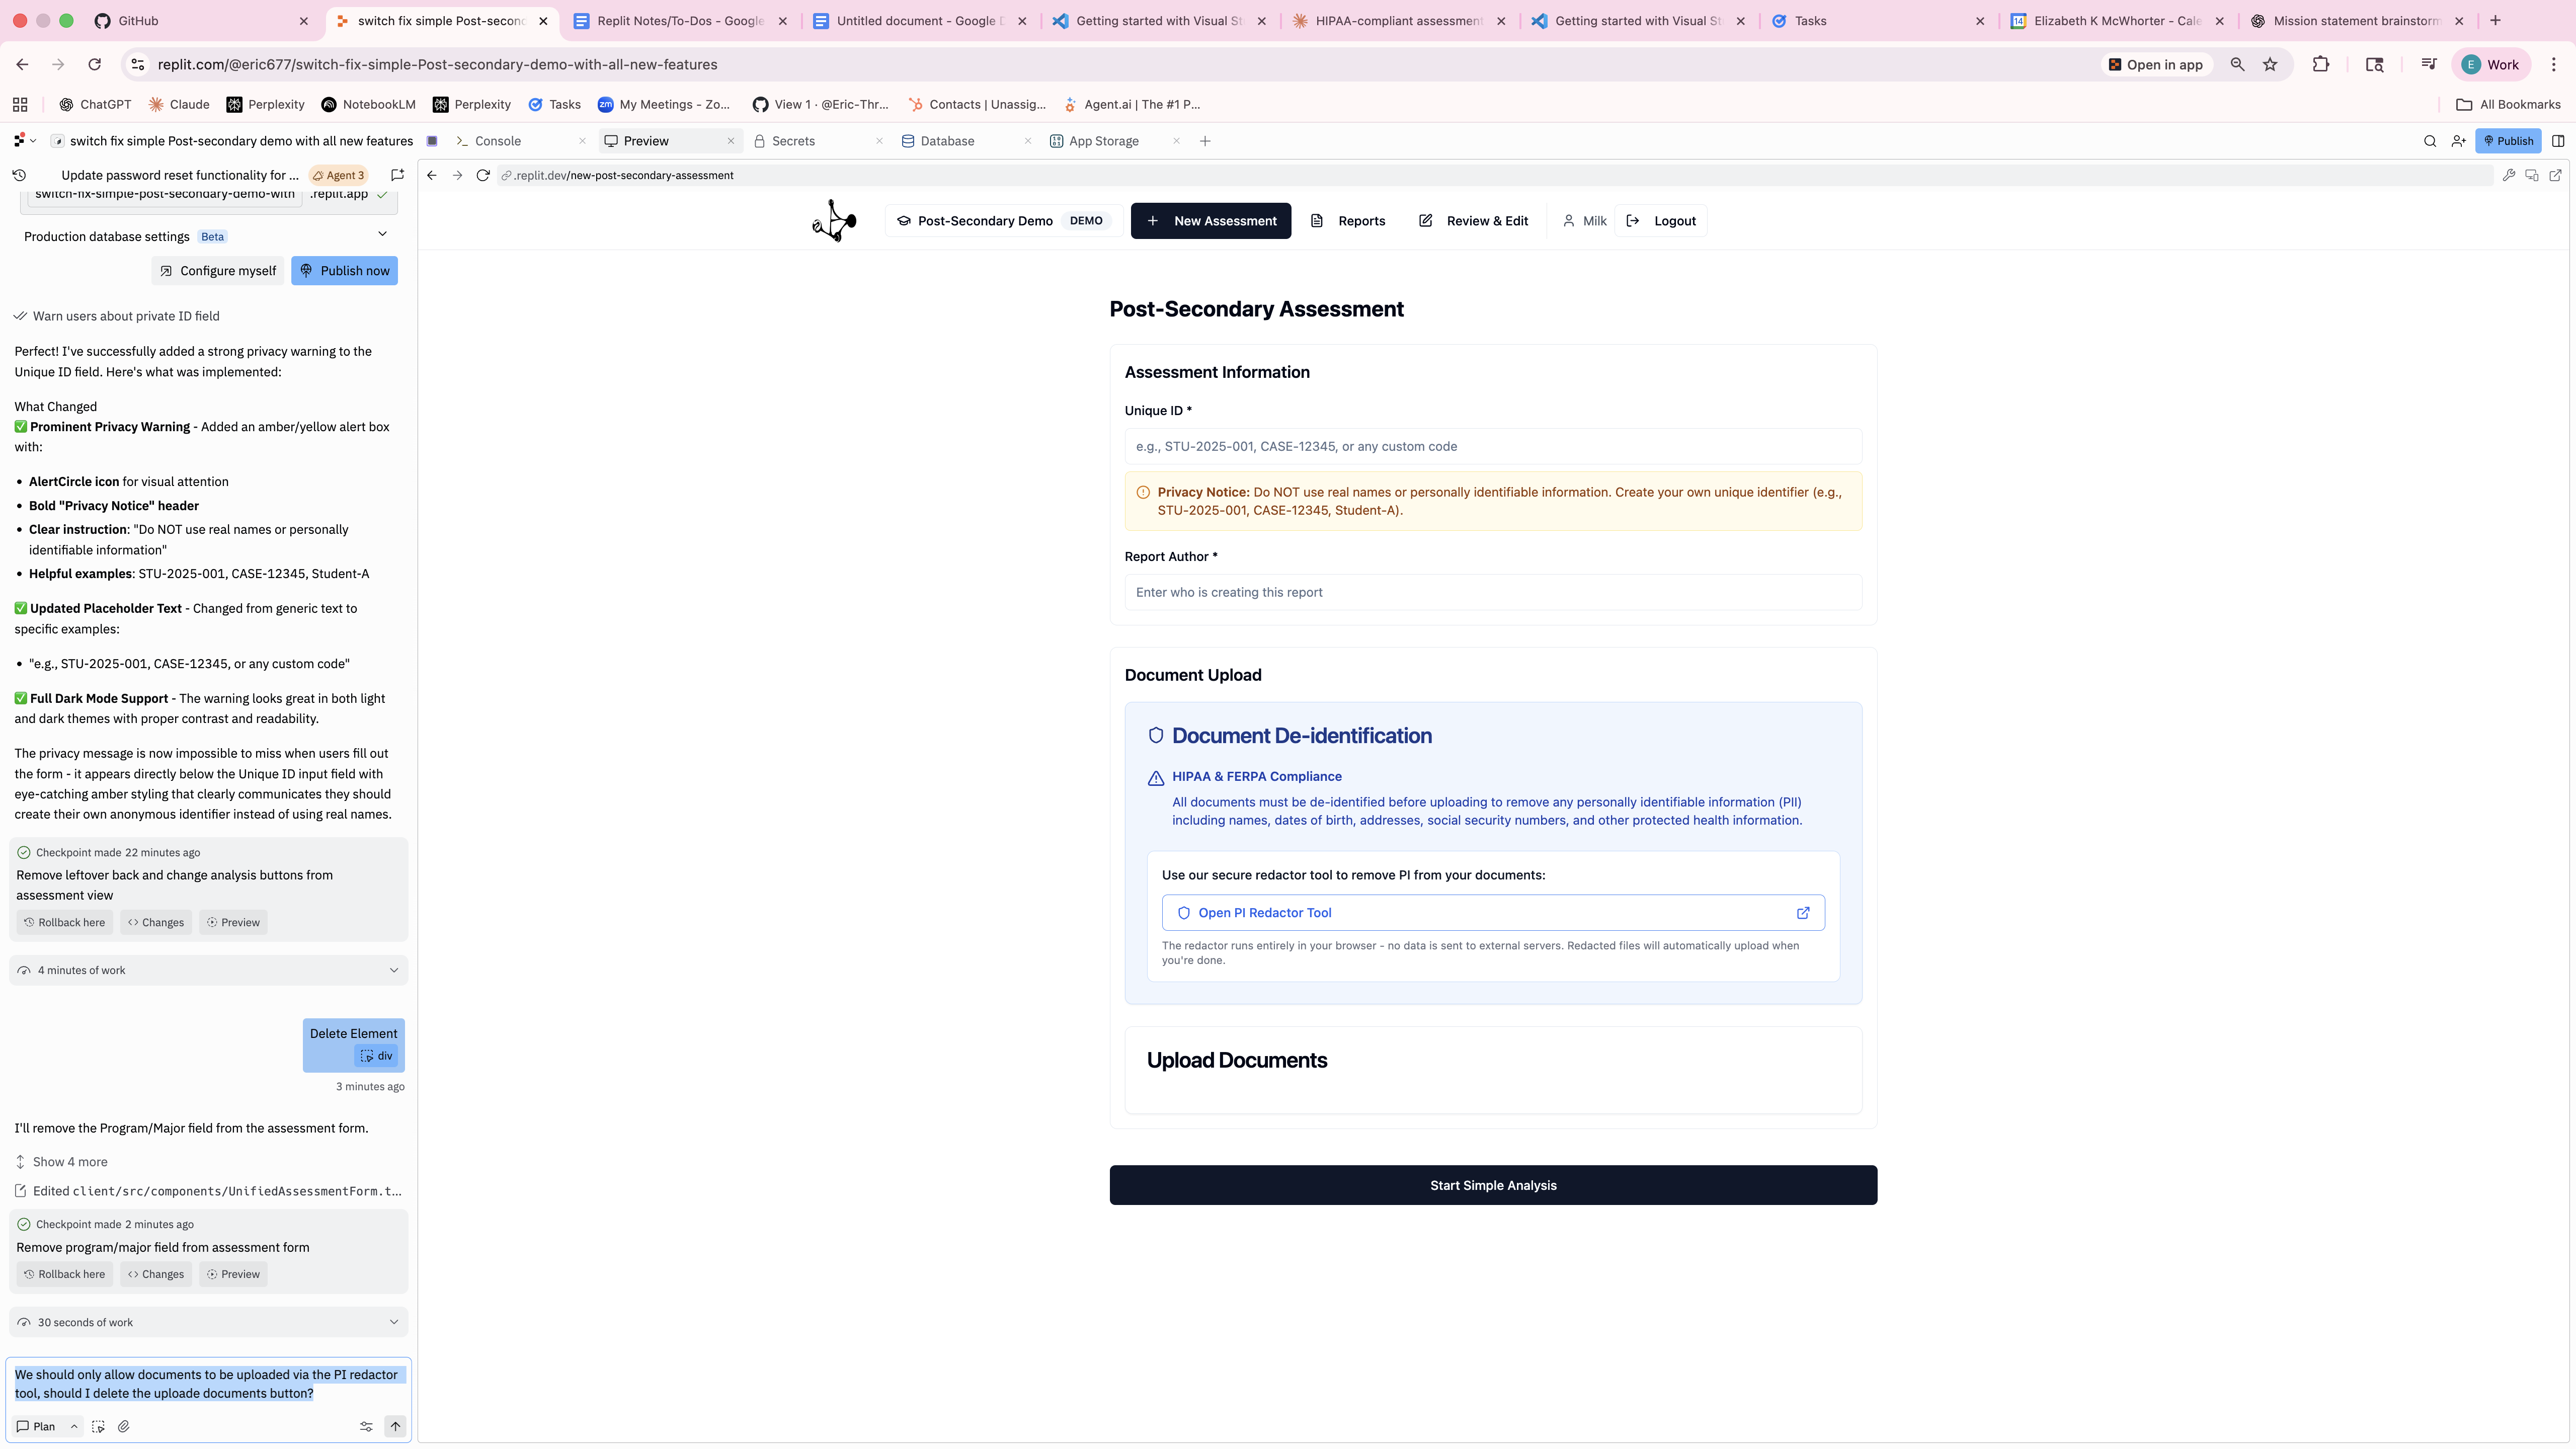 GitHub
switch fix simple Post-second
Replit Notes/To-Dos - Google
Untitled document - Google D
Getting started with Visual St
HIPAA-compliant assessment
Getting started with Visual St
Tasks
14
Elizabeth K McWhorter - Cale
Mission statement brainstorm
replit.com/@eric677/switch-fix-simple-Post-secondary-demo-with-all-new-features
Open in app
E Work
ChatGPT
Claude
Perplexity
NotebookLM
Perplexity
Tasks
zm My Meetings - Zo...
View 1 · @Eric-Thr...
Contacts | Unassig...
Agent.ai | The #1 P...
All Bookmarks
switch fix simple Post-secondary demo with all new features
Console
Preview
Secrets
Database
App Storage
Publish
Update password reset functionality for ...
Agent 3
.replit.dev/new-post-secondary-assessment
switch-fix-simple-post-secondary-demo-with .replit.app
Production database settings Beta
Configure myself
Publish now
Warn users about private ID field
Perfect! I've successfully added a strong privacy warning to the
Unique ID field. Here's what was implemented:
What Changed
✅ Prominent Privacy Warning - Added an amber/yellow alert box
with:
• AlertCircle icon for visual attention
• Bold "Privacy Notice" header
• Clear instruction: "Do NOT use real names or personally
identifiable information"
• Helpful examples: STU-2025-001, CASE-12345, Student-A
✅ Updated Placeholder Text - Changed from generic text to
specific examples:
• "e.g., STU-2025-001, CASE-12345, or any custom code"
✅ Full Dark Mode Support - The warning looks great in both light
and dark themes with proper contrast and readability.
The privacy message is now impossible to miss when users fill out
the form - it appears directly below the Unique ID input field with
eye-catching amber styling that clearly communicates they should
create their own anonymous identifier instead of using real names.
Checkpoint made 22 minutes ago
Remove leftover back and change analysis buttons from
assessment view
Rollback here
Changes
Preview
4 minutes of work
Delete Element
div
3 minutes ago
I'll remove the Program/Major field from the assessment form.
Show 4 more
Edited client/src/components/UnifiedAssessmentForm.t...
Checkpoint made 2 minutes ago
Remove program/major field from assessment form
Rollback here
Changes
Preview
30 seconds of work
We should only allow documents to be uploaded via the PI redactor
tool, should I delete the uploade documents button?
Plan
Post-Secondary Demo DEMO
+ New Assessment
Reports
Review & Edit
Milk
Logout
Post-Secondary Assessment
Assessment Information
Unique ID *
e.g., STU-2025-001, CASE-12345, or any custom code
Privacy Notice: Do NOT use real names or personally identifiable information. Create your own unique identifier (e.g.,
STU-2025-001, CASE-12345, Student-A).
Report Author *
Enter who is creating this report
Document Upload
Document De-identification
HIPAA & FERPA Compliance
All documents must be de-identified before uploading to remove any personally identifiable information (PII)
including names, dates of birth, addresses, social security numbers, and other protected health information.
Use our secure redactor tool to remove PI from your documents:
Open PI Redactor Tool
The redactor runs entirely in your browser - no data is sent to external servers. Redacted files will automatically upload when
you're done.
Upload Documents
Start Simple Analysis